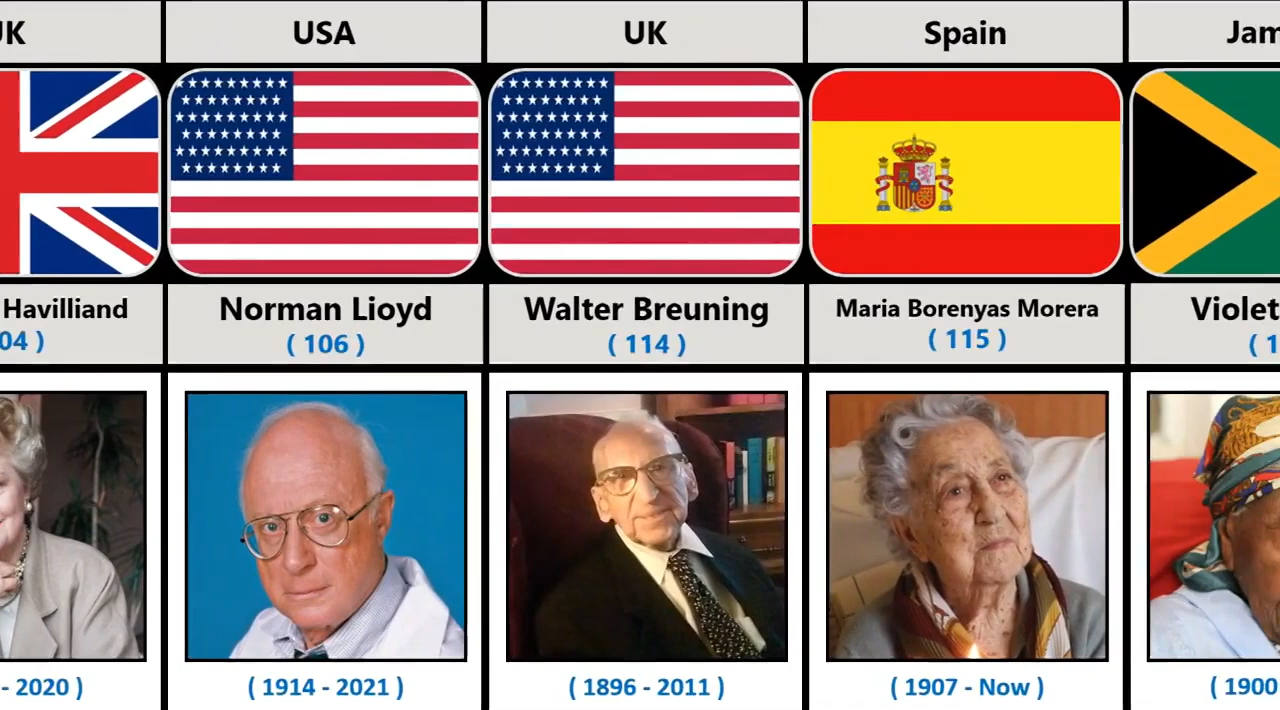 UK
USA
UK
Spain
Jam
Havilliand
04 )
Norman Lioyd
( 106 )
Walter Breuning
( 114 )
Maria Borenyas Morera
( 115 )
Violet
( 1
- 2020 )
( 1914 - 2021 )
( 1896 - 2011 )
( 1907 - Now )
( 1900